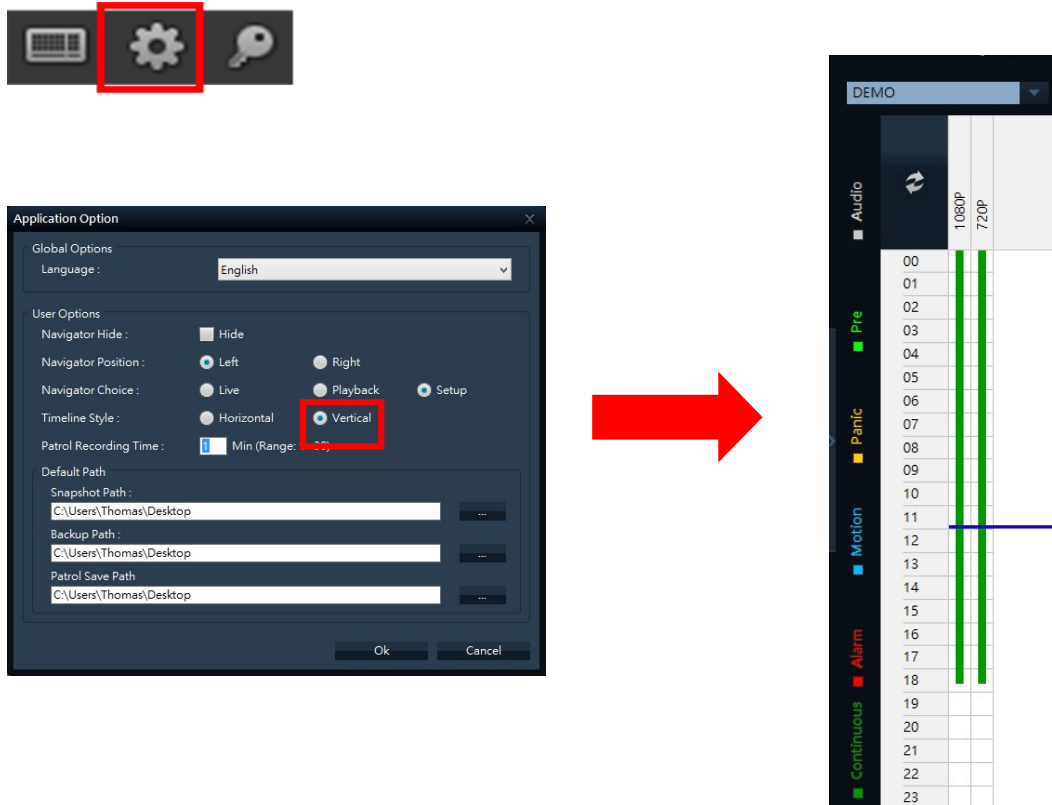 Application Option
Global Options
Language :
English
User Options
Navigator Hide :
Hide
Navigator Position :
Left
Right
Navigator Choice :
Live
Playback
Setup
Timeline Style :
Horizontal
Vertical
Patrol Recording Time :
1
Min (Range:
Default Path
Snapshot Path :
C:\Users\Thomas\Desktop
...
Backup Path :
C:\Users\Thomas\Desktop
...
Patrol Save Path
C:\Users\Thomas\Desktop
...
Ok
Cancel
DEMO
Audio
Pre
Panic
Motion
Alarm
Continuous
1080P
720P
00
01
02
03
04
05
06
07
08
09
10
11
12
13
14
15
16
17
18
19
20
21
22
23